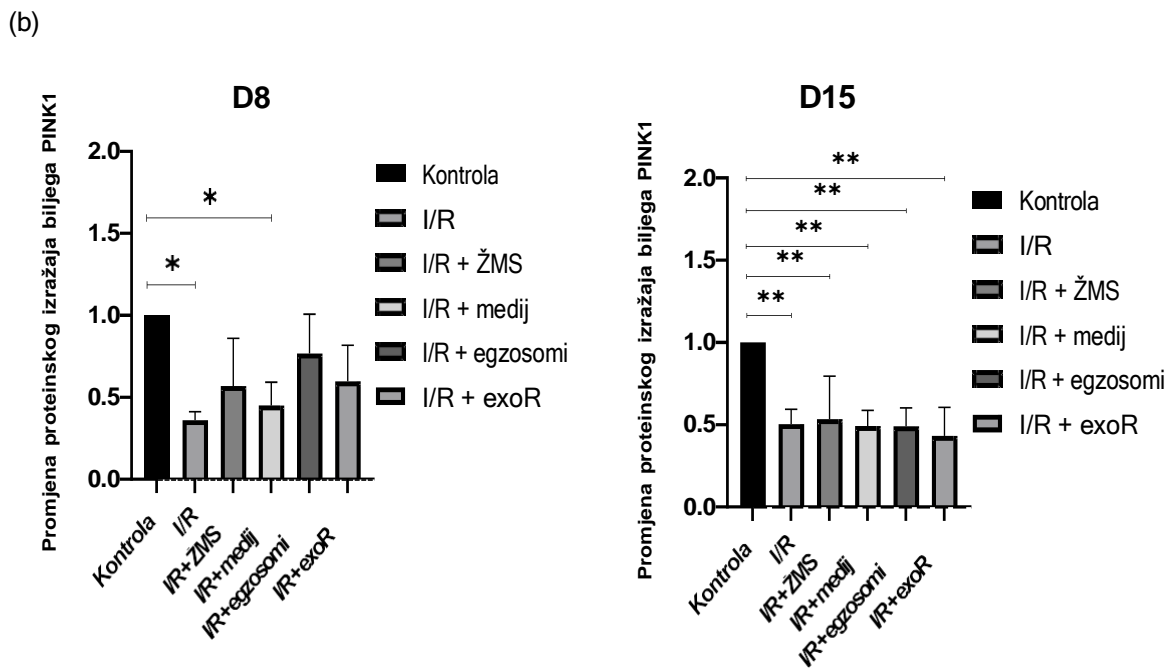 (b)
D8
Promjena proteinskog izražaja biljega PINK1
2.0
1.5
1.0
0.5
0.0
*
*
Kontrola
I/R
I/R+ŽMS
I/R+medij
I/R+egzosomi
I/R+exoR
Kontrola
I/R
I/R + ŽMS
I/R + medij
I/R + egzosomi
I/R + exoR
D15
Promjena proteinskog izražaja biljega PINK1
2.0
1.5
1.0
0.5
0.0
**
**
**
**
**
Kontrola
I/R
I/R+ŽMS
I/R+medij
I/R+egzosomi
I/R+exoR
Kontrola
I/R
I/R + ŽMS
I/R + medij
I/R + egzosomi
I/R + exoR